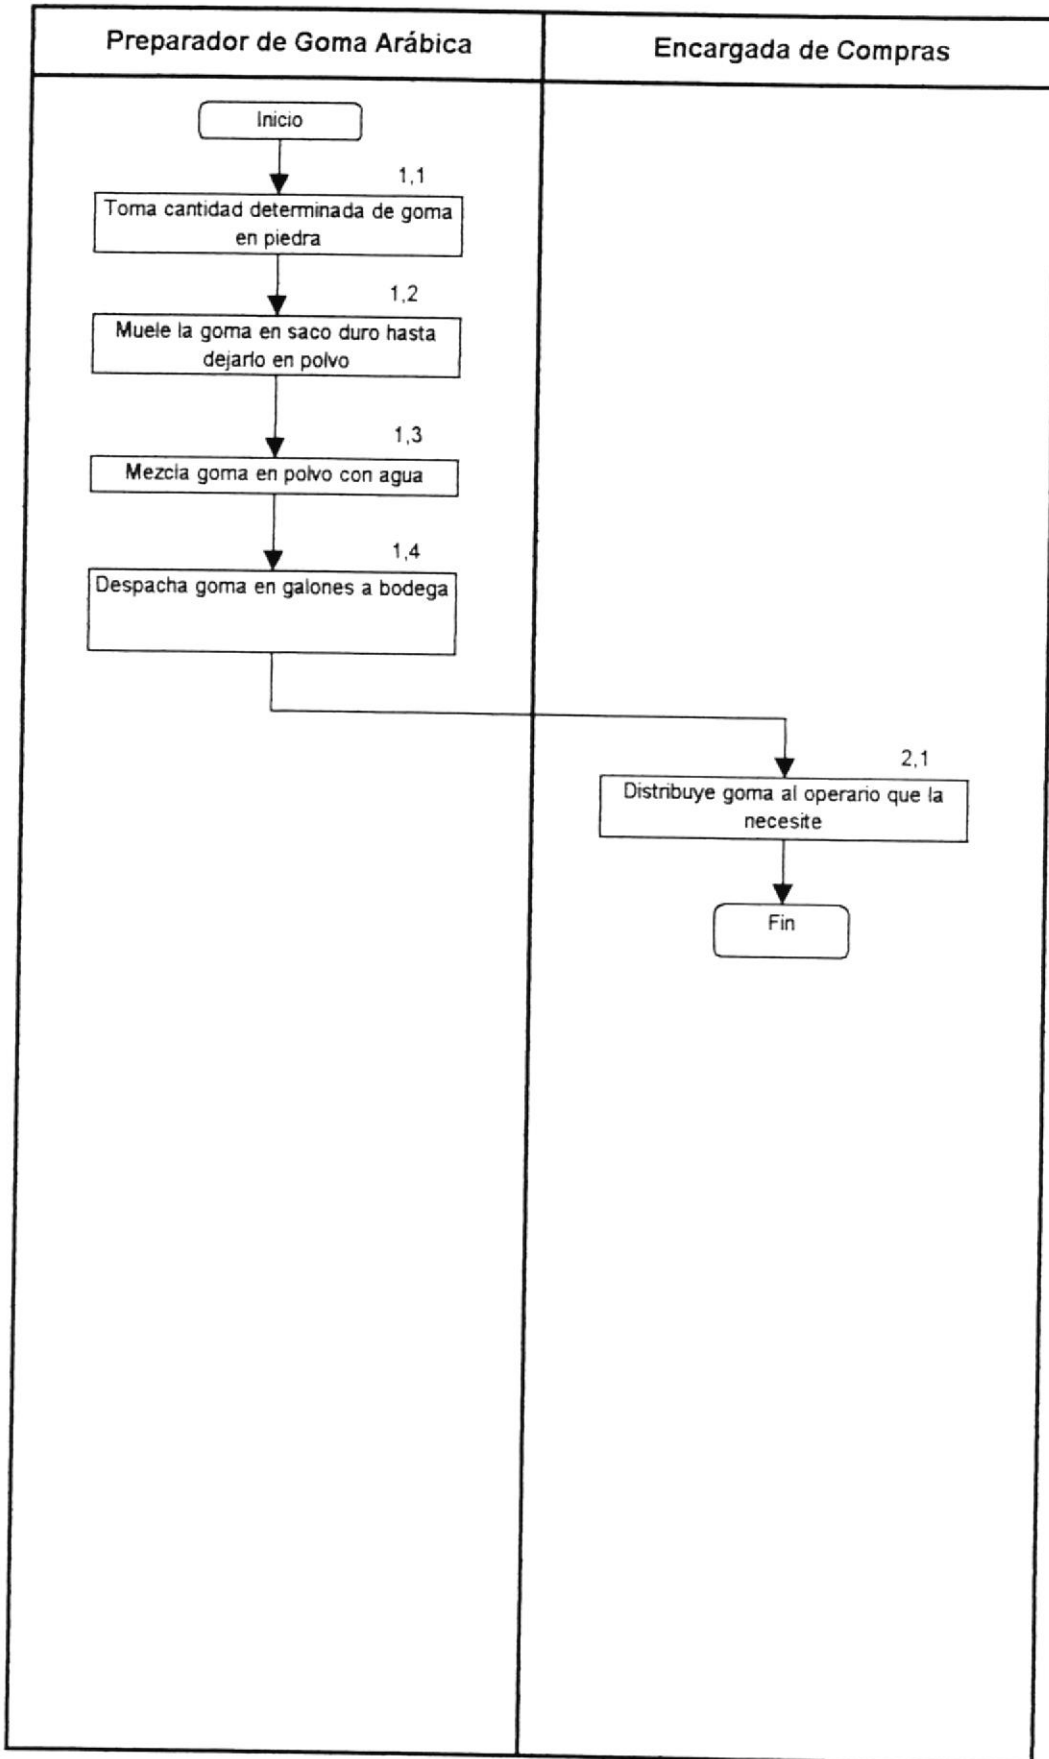 Preparador de Goma Arábica
Encargada de Compras
Inicio
1,1
Toma cantidad determinada de goma
en piedra
1,2
Muele la goma en saco duro hasta
dejarlo en polvo
1,3
Mezcla goma en polvo con agua
1,4
Despacha goma en galones a bodega
2,1
Distribuye goma al operario que la
necesite
Fin